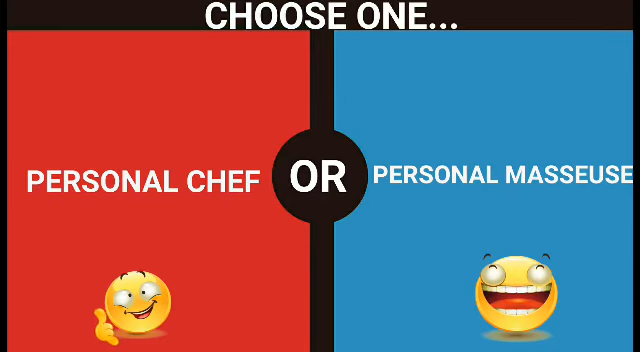 CHOOSE ONE...
PERSONAL CHEF
OR
PERSONAL MASSEUSE